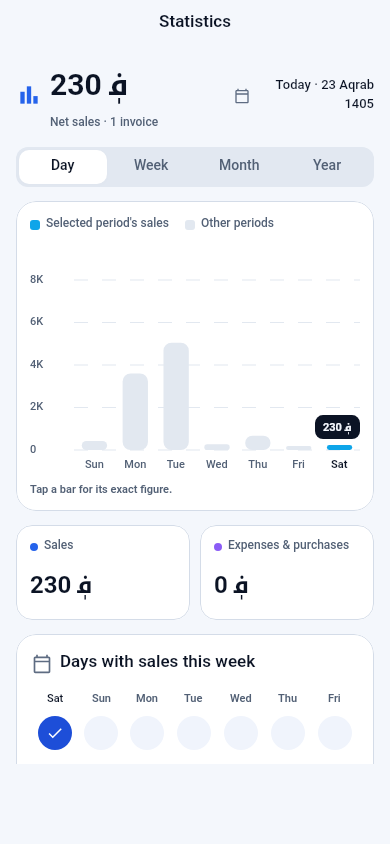 Statistics
230 ؋
Today · 23 Aqrab
1405
Net sales · 1 invoice
Day
Week
Month
Year
Selected period's sales
Other periods
8K
6K
4K
2K
0
230 ؋
Sun
Mon
Tue
Wed
Thu
Fri
Sat
Tap a bar for its exact figure.
Sales
230 ؋
Expenses & purchases
0 ؋
Days with sales this week
Sat
Sun
Mon
Tue
Wed
Thu
Fri